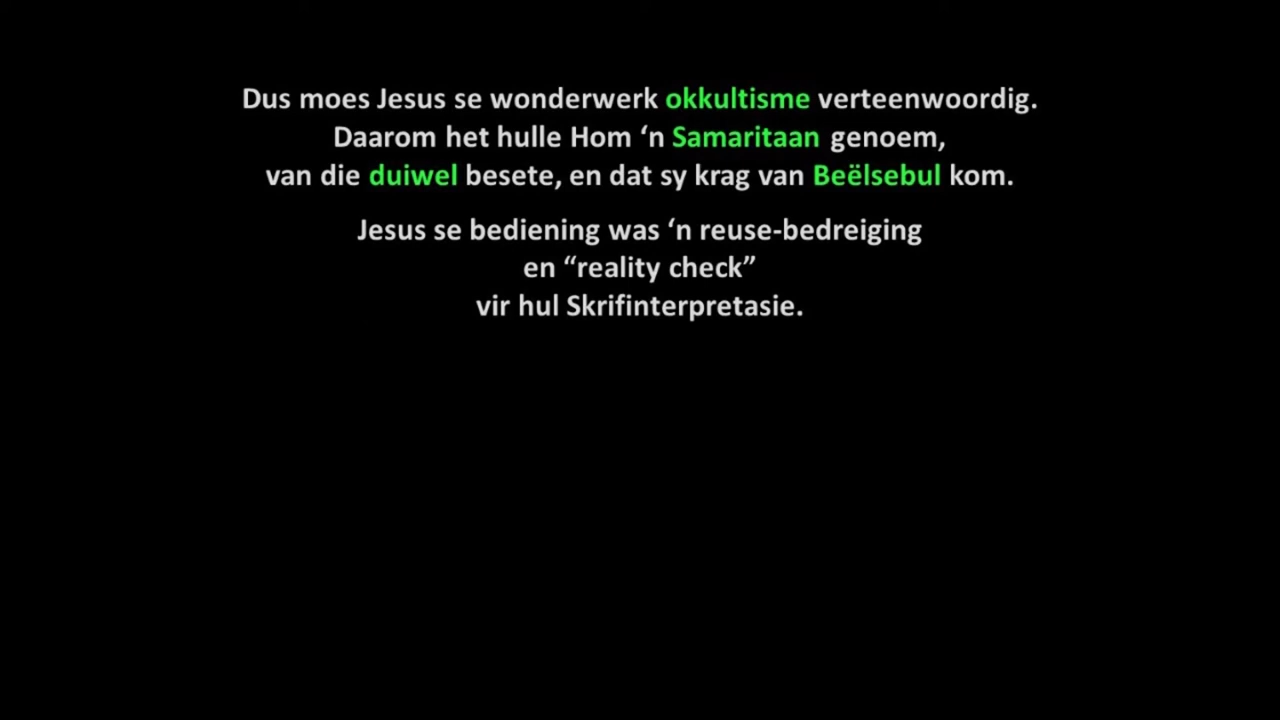 Dus moes Jesus se wonderwerk okkultisme verteenwoordig.
Daarom het hulle Hom ‘n Samaritaan genoem,
van die duiwel besete, en dat sy krag van Beëlsebul kom.
Jesus se bediening was ‘n reuse-bedreiging
en “reality check”
vir hul Skrifinterpretasie.